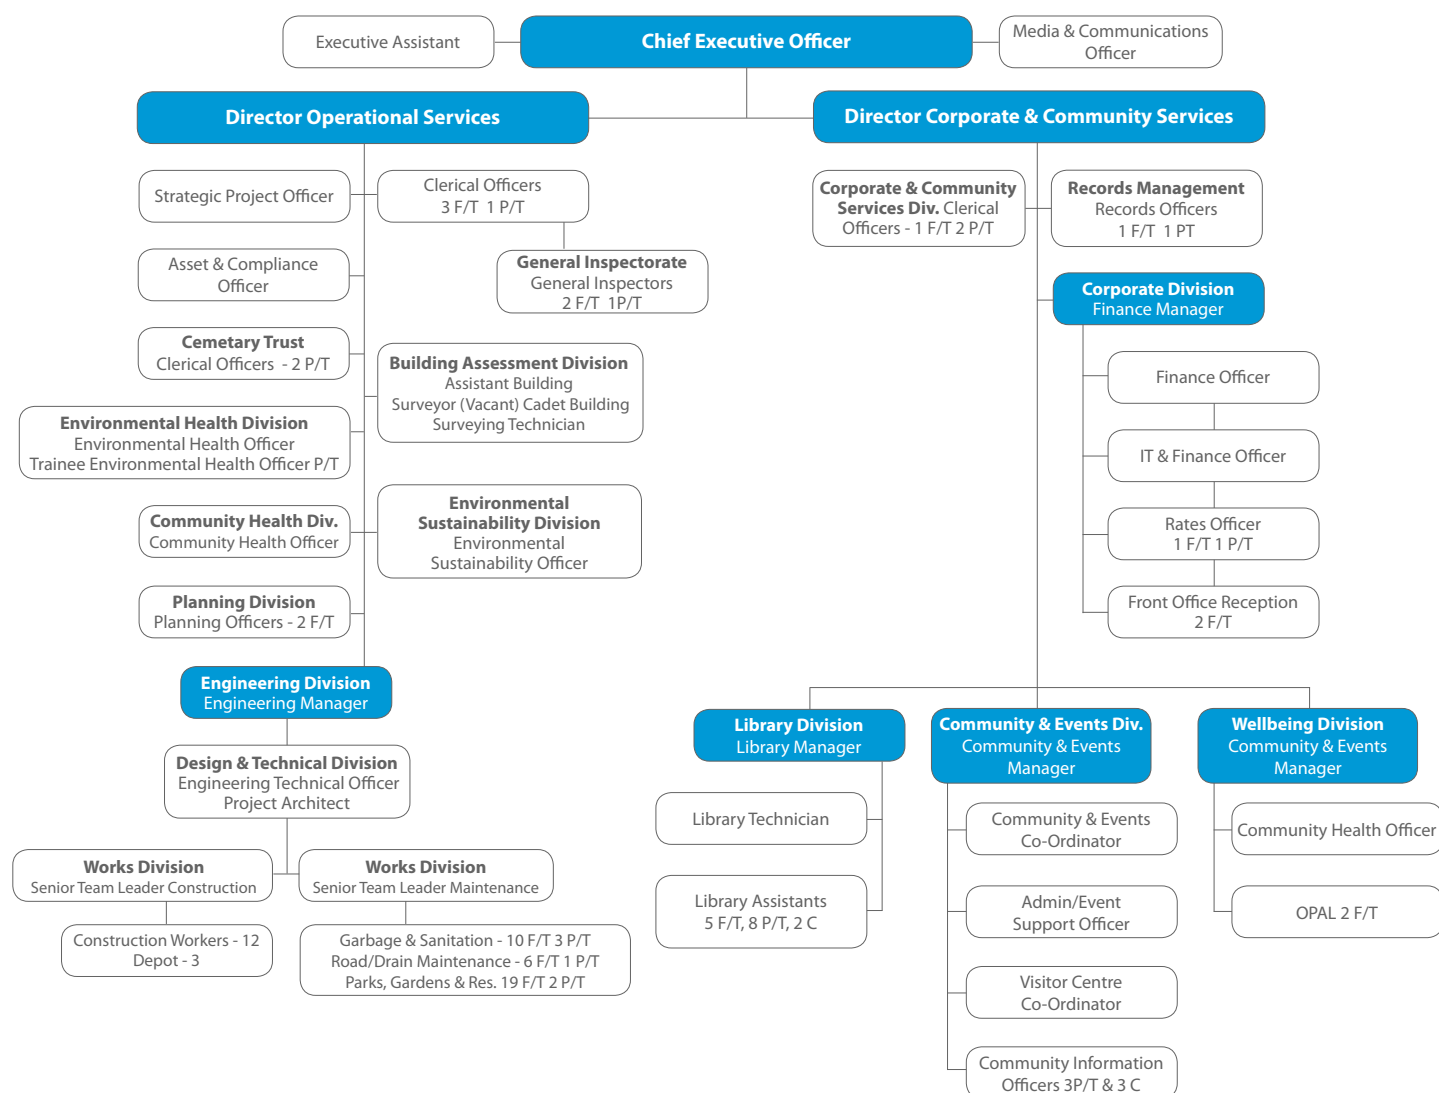 Executive Assistant
Chief Executive Officer
Media & Communications
Officer
Director Operational Services
Director Corporate & Community Services
Strategic Project Officer
Clerical Officers
3 F/T  1 P/T
Corporate & Community
Services Div. Clerical
Officers - 1 F/T 2 P/T
Records Management
Records Officers
1 F/T  1 PT
Asset & Compliance
Officer
General Inspectorate
General Inspectors
2 F/T  1P/T
Corporate Division
Finance Manager
Cemetary Trust
Clerical Officers  - 2 P/T
Building Assessment Division
Assistant Building
Surveyor (Vacant) Cadet Building
Surveying Technician
Finance Officer
Environmental Health Division
Environmental Health Officer
Trainee Environmental Health Officer P/T
IT & Finance Officer
Community Health Div.
Community Health Officer
Environmental
Sustainability Division
Environmental
Sustainability Officer
Rates Officer
1 F/T 1 P/T
Planning Division
Planning Officers - 2 F/T
Front Office Reception
2 F/T
Engineering Division
Engineering Manager
Library Division
Library Manager
Community & Events Div.
Community & Events
Manager
Wellbeing Division
Community & Events
Manager
Design & Technical Division
Engineering Technical Officer
Project Architect
Library Technician
Community & Events
Co-Ordinator
Community Health Officer
Works Division
Senior Team Leader Construction
Works Division
Senior Team Leader Maintenance
Library Assistants
5 F/T, 8 P/T, 2 C
Admin/Event
Support Officer
OPAL 2 F/T
Construction Workers - 12
Depot - 3
Garbage & Sanitation - 10 F/T 3 P/T
Road/Drain Maintenance - 6 F/T 1 P/T
Parks, Gardens & Res. 19 F/T 2 P/T
Visitor Centre
Co-Ordinator
Community Information
Officers 3P/T & 3 C